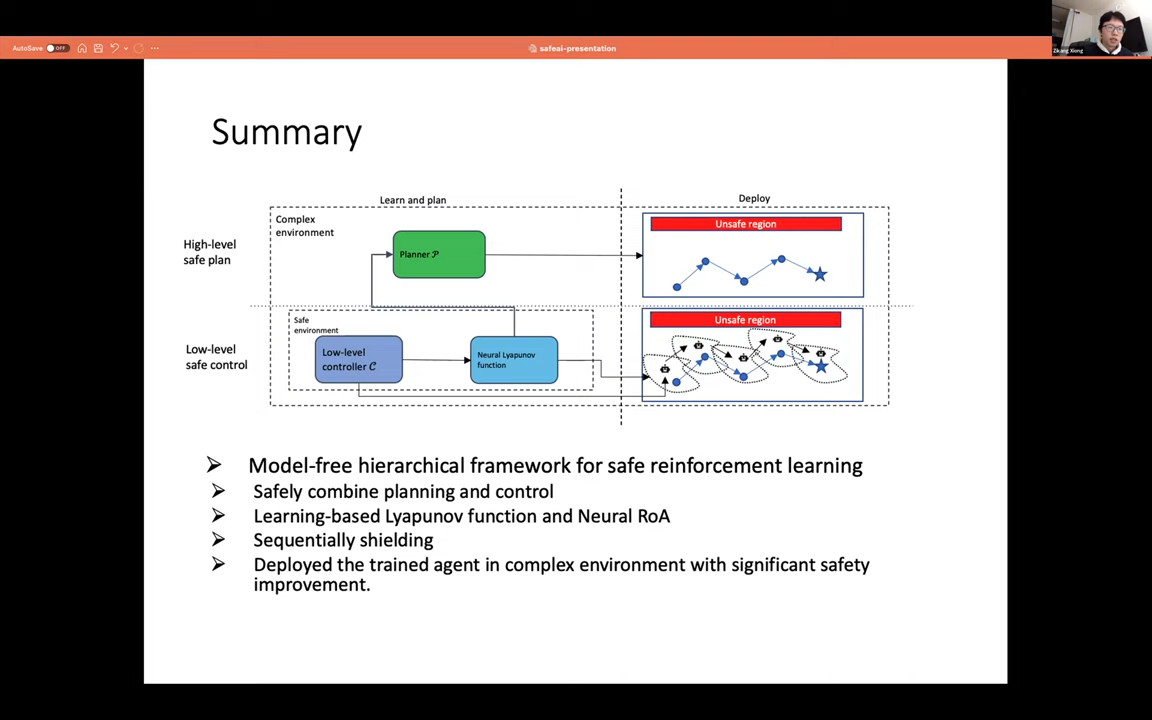 AutoSave OFF
safeai-presentation
Zikang Xiong
Summary
Learn and plan
Deploy
Complex
environment
Unsafe region
High-level
safe plan
Planner 𝒫
Safe
environment
Unsafe region
Low-level
safe control
Low-level
controller 𝒞
Neural Lyapunov
function
➢ Model-free hierarchical framework for safe reinforcement learning
➢ Safely combine planning and control
➢ Learning-based Lyapunov function and Neural RoA
➢ Sequentially shielding
➢ Deployed the trained agent in complex environment with significant safety
improvement.